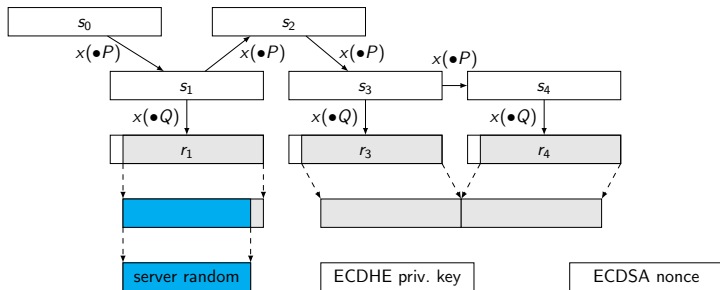 s₀
s₂
x(•P)
x(•P)
x(•P)
x(•P)
s₁
s₃
s₄
x(•Q)
x(•Q)
x(•Q)
r₁
r₃
r₄
server random
ECDHE priv. key
ECDSA nonce